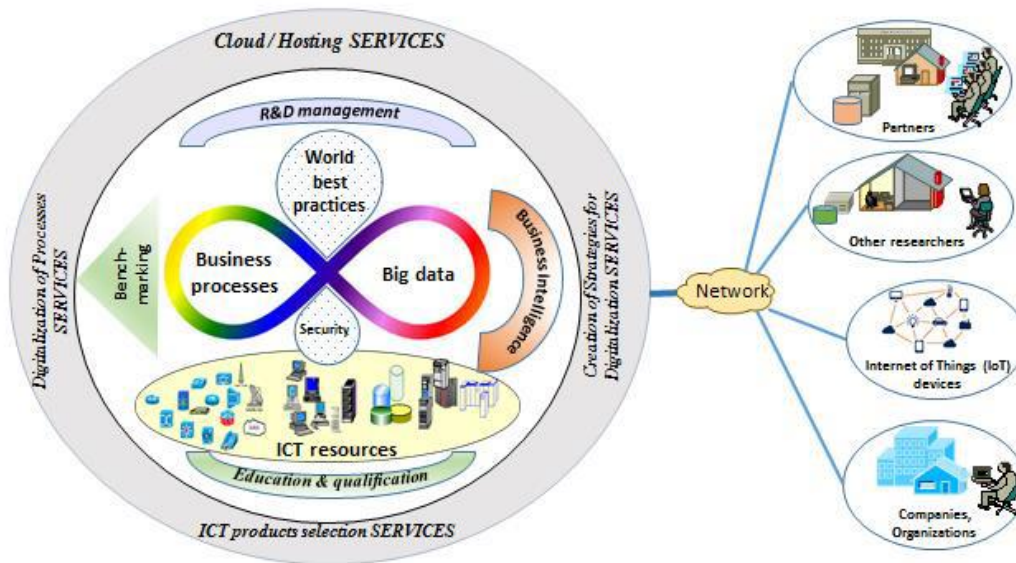 Cloud / Hosting SERVICES
R&D management
World
best
practices
Digitalization of Processes
SERVICES
Bench-
marking
Business
processes
Big data
Business intelligence
Creation of Strategies for
Digitalization SERVICES
Security
ICT resources
Education & qualification
ICT products selection SERVICES
Network
Partners
Other researchers
Internet of Things (IoT)
devices
Companies,
Organizations